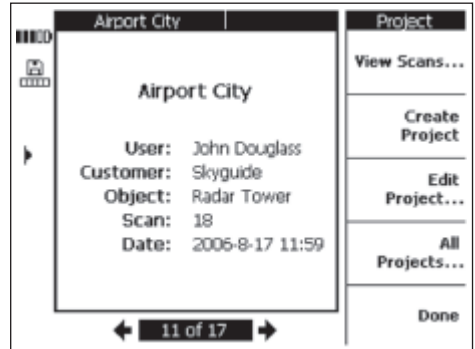 Airport City
Project
View Scans...
Airport City
Create
Project
User: John Douglass
Customer: Skyguide
Object: Radar Tower
Scan: 18
Date: 2006-8-17 11:59
Edit
Project...
All
Projects...
Done
11 of 17